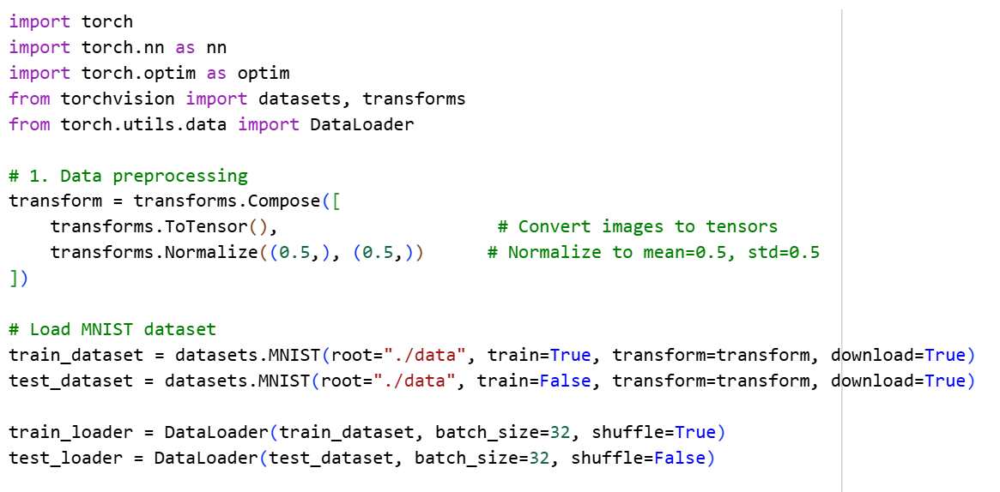 import torch
import torch.nn as nn
import torch.optim as optim
from torchvision import datasets, transforms
from torch.utils.data import DataLoader

# 1. Data preprocessing
transform = transforms.Compose([
    transforms.ToTensor(),                     # Convert images to tensors
    transforms.Normalize((0.5,), (0.5,))      # Normalize to mean=0.5, std=0.5
])

# Load MNIST dataset
train_dataset = datasets.MNIST(root="./data", train=True, transform=transform, download=True)
test_dataset = datasets.MNIST(root="./data", train=False, transform=transform, download=True)

train_loader = DataLoader(train_dataset, batch_size=32, shuffle=True)
test_loader = DataLoader(test_dataset, batch_size=32, shuffle=False)